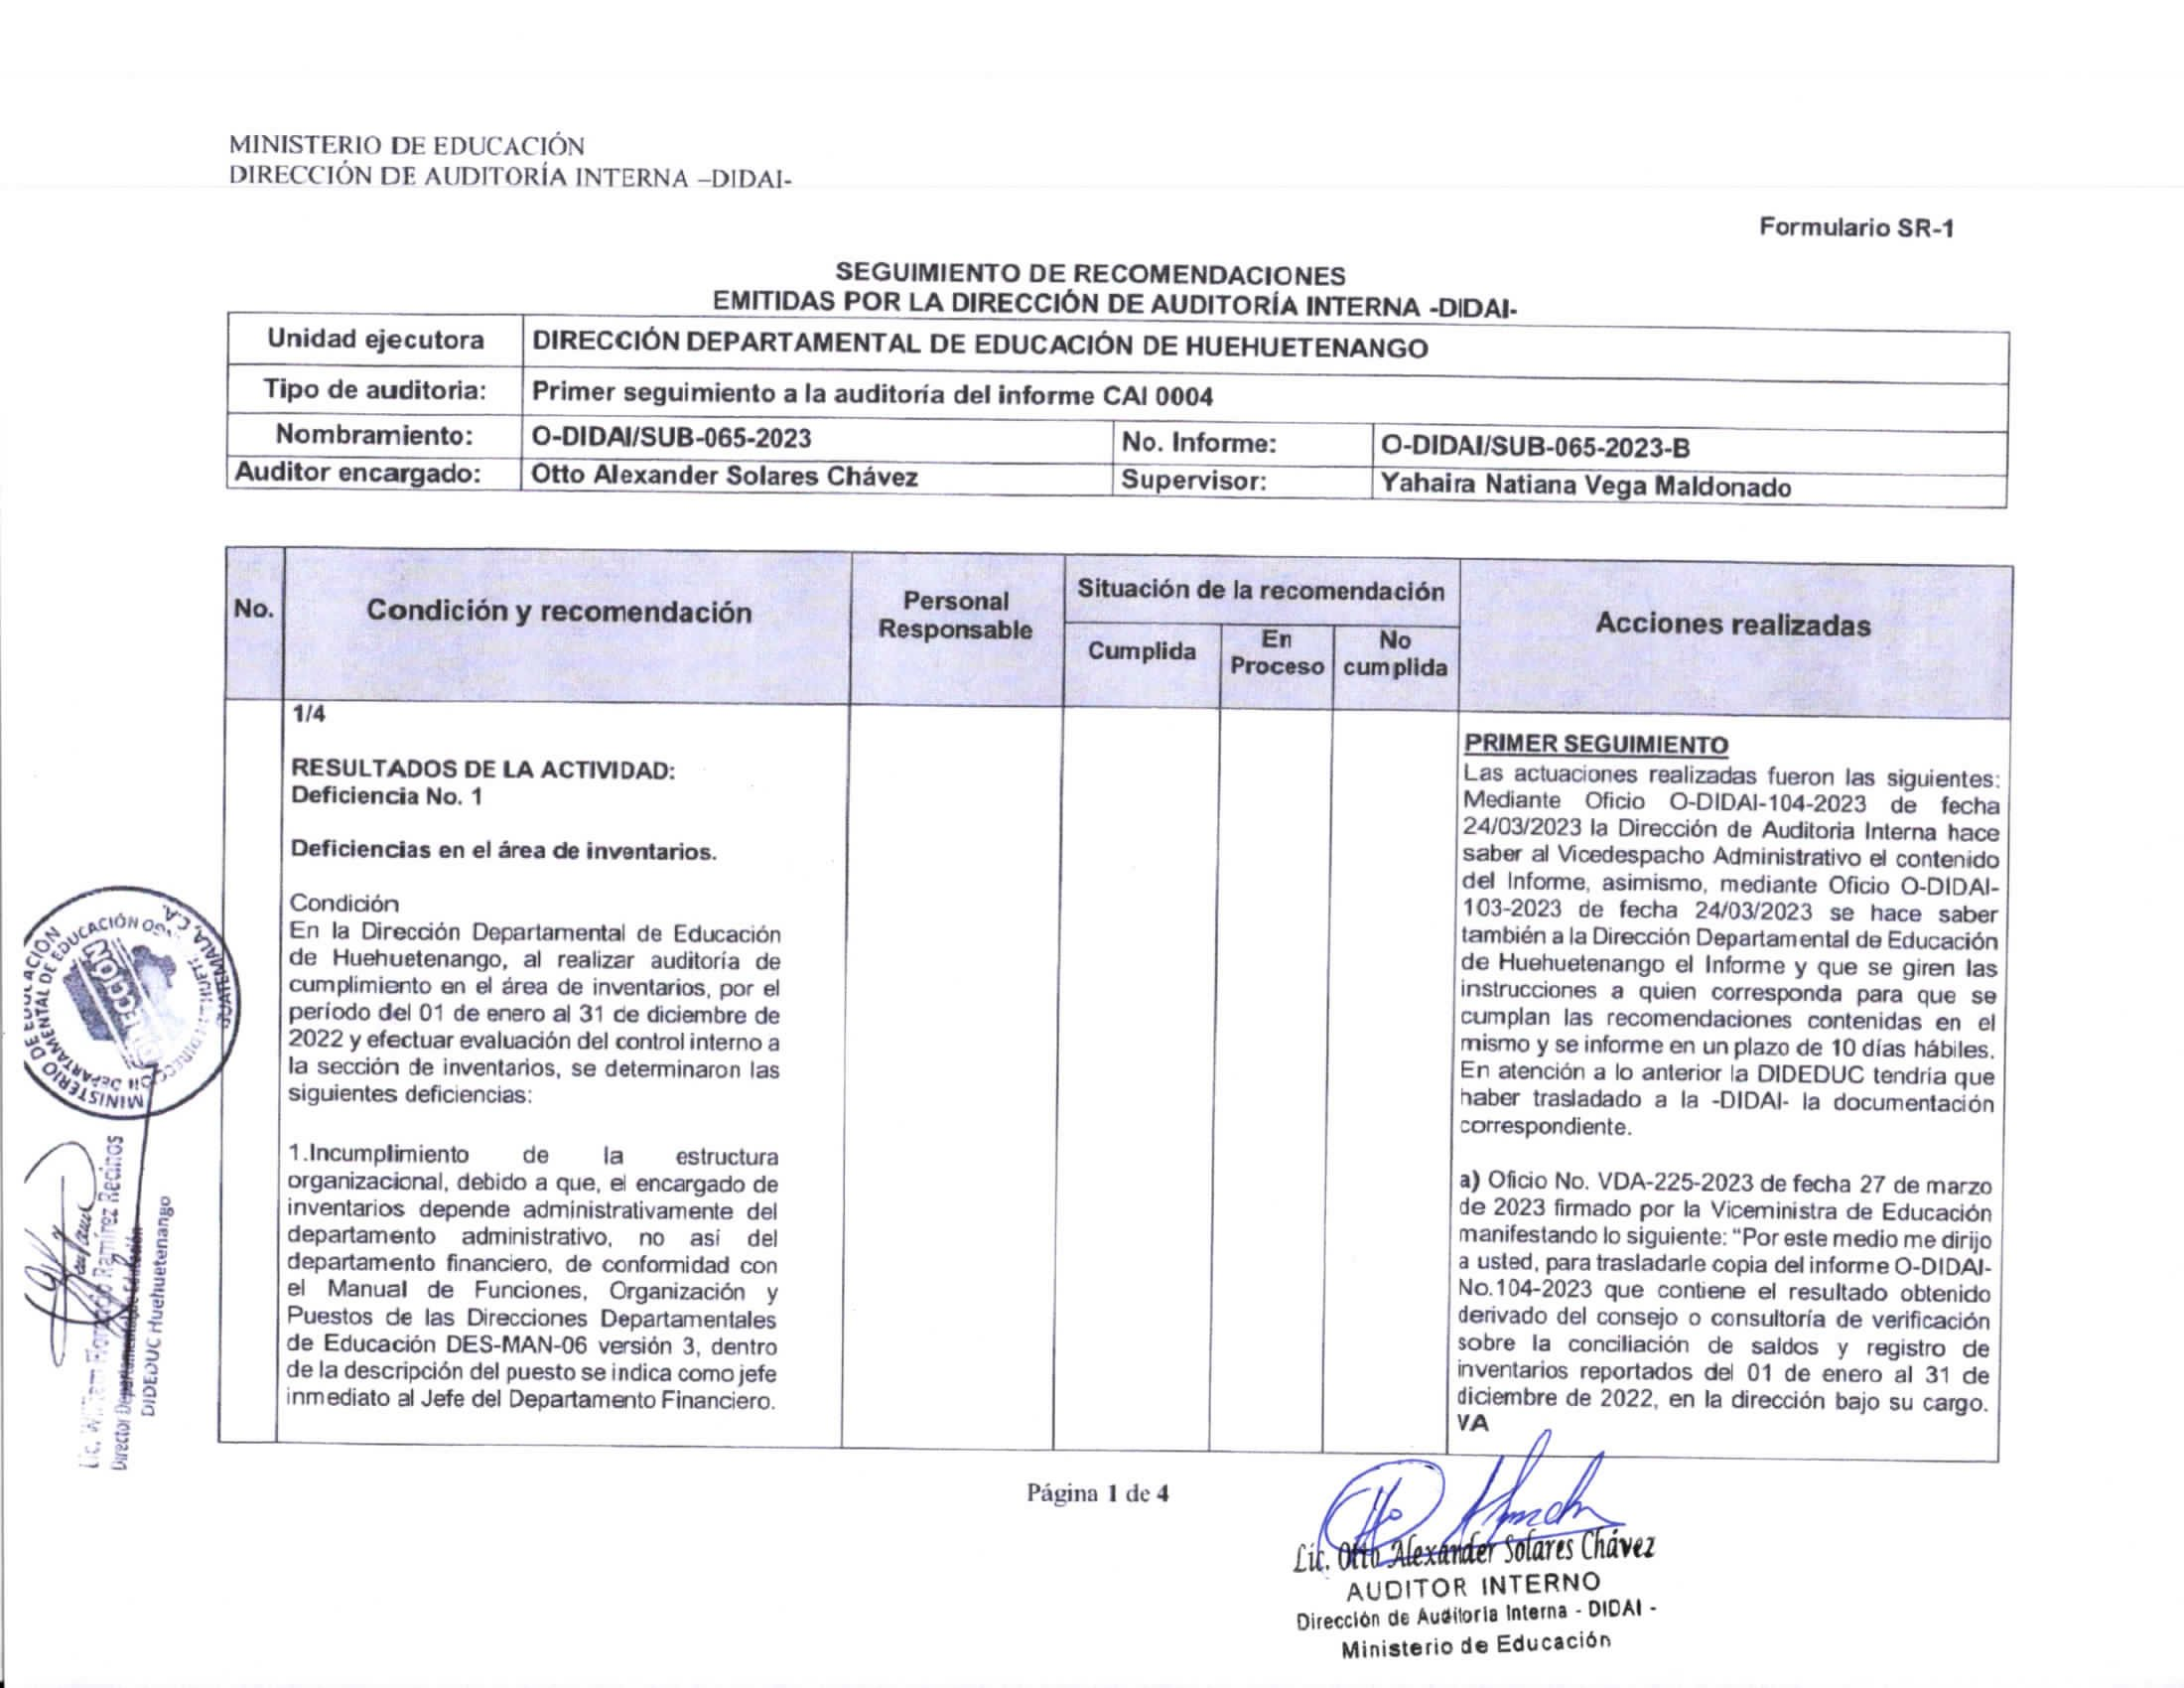 MINISTERIO DE EDUCACIÓN
DIRECCIÓN DE AUDITORÍA INTERNA –DIDAI-
Formulario SR-1
SEGUIMIENTO DE RECOMENDACIONES
EMITIDAS POR LA DIRECCIÓN DE AUDITORÍA INTERNA -DIDAI-
Unidad ejecutora DIRECCIÓN DEPARTAMENTAL DE EDUCACIÓN DE HUEHUETENANGO
Tipo de auditoria: Primer seguimiento a la auditoría del informe CAI 0004
Nombramiento: O-DIDAI/SUB-065-2023 No. Informe: O-DIDAI/SUB-065-2023-B
Auditor encargado: Otto Alexander Solares Chávez Supervisor: Yahaira Natiana Vega Maldonado
No.
Condición y recomendación
Personal
Responsable
Situación de la recomendación
Cumplida
En
Proceso
No
cumplida
Acciones realizadas
1/4
RESULTADOS DE LA ACTIVIDAD:
Deficiencia No. 1
Deficiencias en el área de inventarios.
Condición
En la Dirección Departamental de Educación
de Huehuetenango, al realizar auditoría de
cumplimiento en el área de inventarios, por el
período del 01 de enero al 31 de diciembre de
2022 y efectuar evaluación del control interno a
la sección de inventarios, se determinaron las
siguientes deficiencias:
1.Incumplimiento de la estructura
organizacional, debido a que, el encargado de
inventarios depende administrativamente del
departamento administrativo, no así del
departamento financiero, de conformidad con
el Manual de Funciones, Organización y
Puestos de las Direcciones Departamentales
de Educación DES-MAN-06 versión 3, dentro
de la descripción del puesto se indica como jefe
inmediato al Jefe del Departamento Financiero.
PRIMER SEGUIMIENTO
Las actuaciones realizadas fueron las siguientes:
Mediante Oficio O-DIDAI-104-2023 de fecha
24/03/2023 la Dirección de Auditoria Interna hace
saber al Vicedespacho Administrativo el contenido
del Informe, asimismo, mediante Oficio O-DIDAI-
103-2023 de fecha 24/03/2023 se hace saber
también a la Dirección Departamental de Educación
de Huehuetenango el Informe y que se giren las
instrucciones a quien corresponda para que se
cumplan las recomendaciones contenidas en el
mismo y se informe en un plazo de 10 días hábiles.
En atención a lo anterior la DIDEDUC tendría que
haber trasladado a la -DIDAI- la documentación
correspondiente.
a) Oficio No. VDA-225-2023 de fecha 27 de marzo
de 2023 firmado por la Viceministra de Educación
manifestando lo siguiente: “Por este medio me dirijo
a usted, para trasladarle copia del informe O-DIDAI-
No.104-2023 que contiene el resultado obtenido
derivado del consejo o consultoría de verificación
sobre la conciliación de saldos y registro de
inventarios reportados del 01 de enero al 31 de
diciembre de 2022, en la dirección bajo su cargo.
VA
MINISTERIO DE EDUCACIÓN
DIRECCIÓN DEPARTAMENTAL DE EDUCACIÓN
DIRECCION
GUATEMALA, C.A.
Ramírez Recinos
DIDEDUC Huehuetenango
Página 1 de 4
Lic. Otto Alexander Solares Chávez
AUDITOR INTERNO
Dirección de Auditoria Interna - DIDAI -
Ministerio de Educación